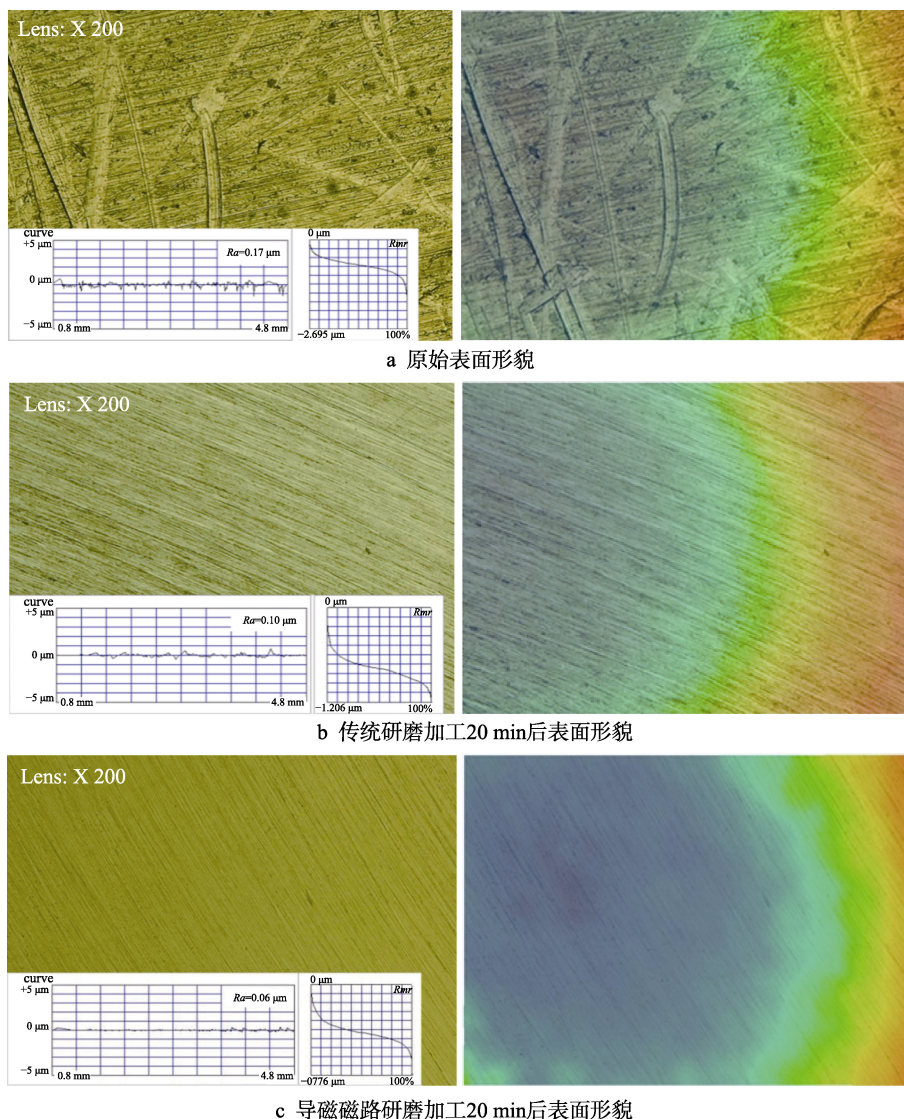 Lens: X 200
curve
+5 μm
0 μm
−5 μm
0.8 mm
4.8 mm
Ra=0.17 μm
0 μm
Rmr
−2.695 μm
100%
a 原始表面形貌
Lens: X 200
curve
+5 μm
0 μm
−5 μm
0.8 mm
4.8 mm
Ra=0.10 μm
0 μm
Rmr
−1.206 μm
100%
b 传统研磨加工20 min后表面形貌
Lens: X 200
curve
+5 μm
0 μm
−5 μm
0.8 mm
4.8 mm
Ra=0.06 μm
0 μm
Rmr
−0776 μm
100%
c 导磁磁路研磨加工20 min后表面形貌